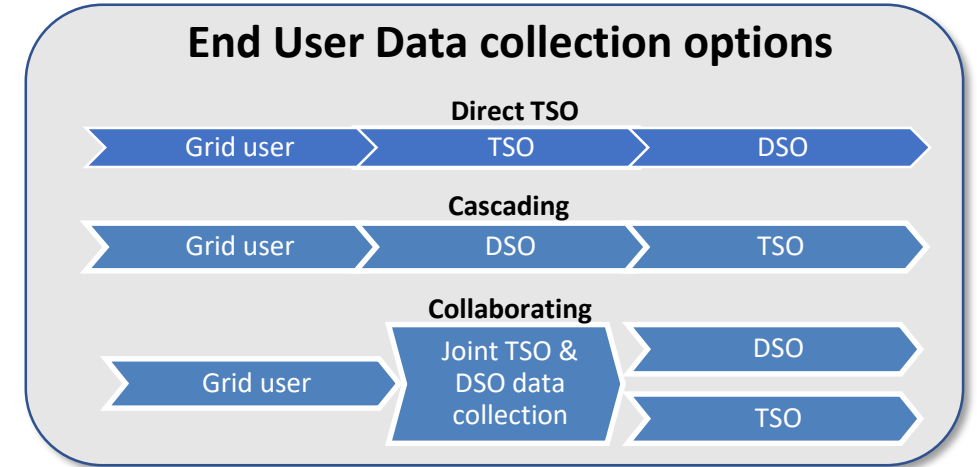 End User Data collection options
Direct TSO
Grid user TSO DSO
Cascading
Grid user DSO TSO
Collaborating
Grid user
Joint TSO &
DSO data
collection
DSO
TSO